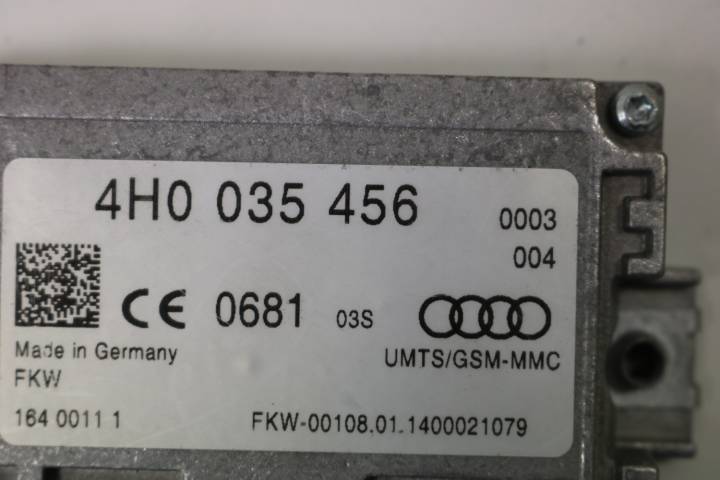 4H0 035 456 0003
004
CE 0681 03S
Made in Germany UMTS/GSM-MMC
FKW
164 0011 1 FKW-00108.01.1400021079